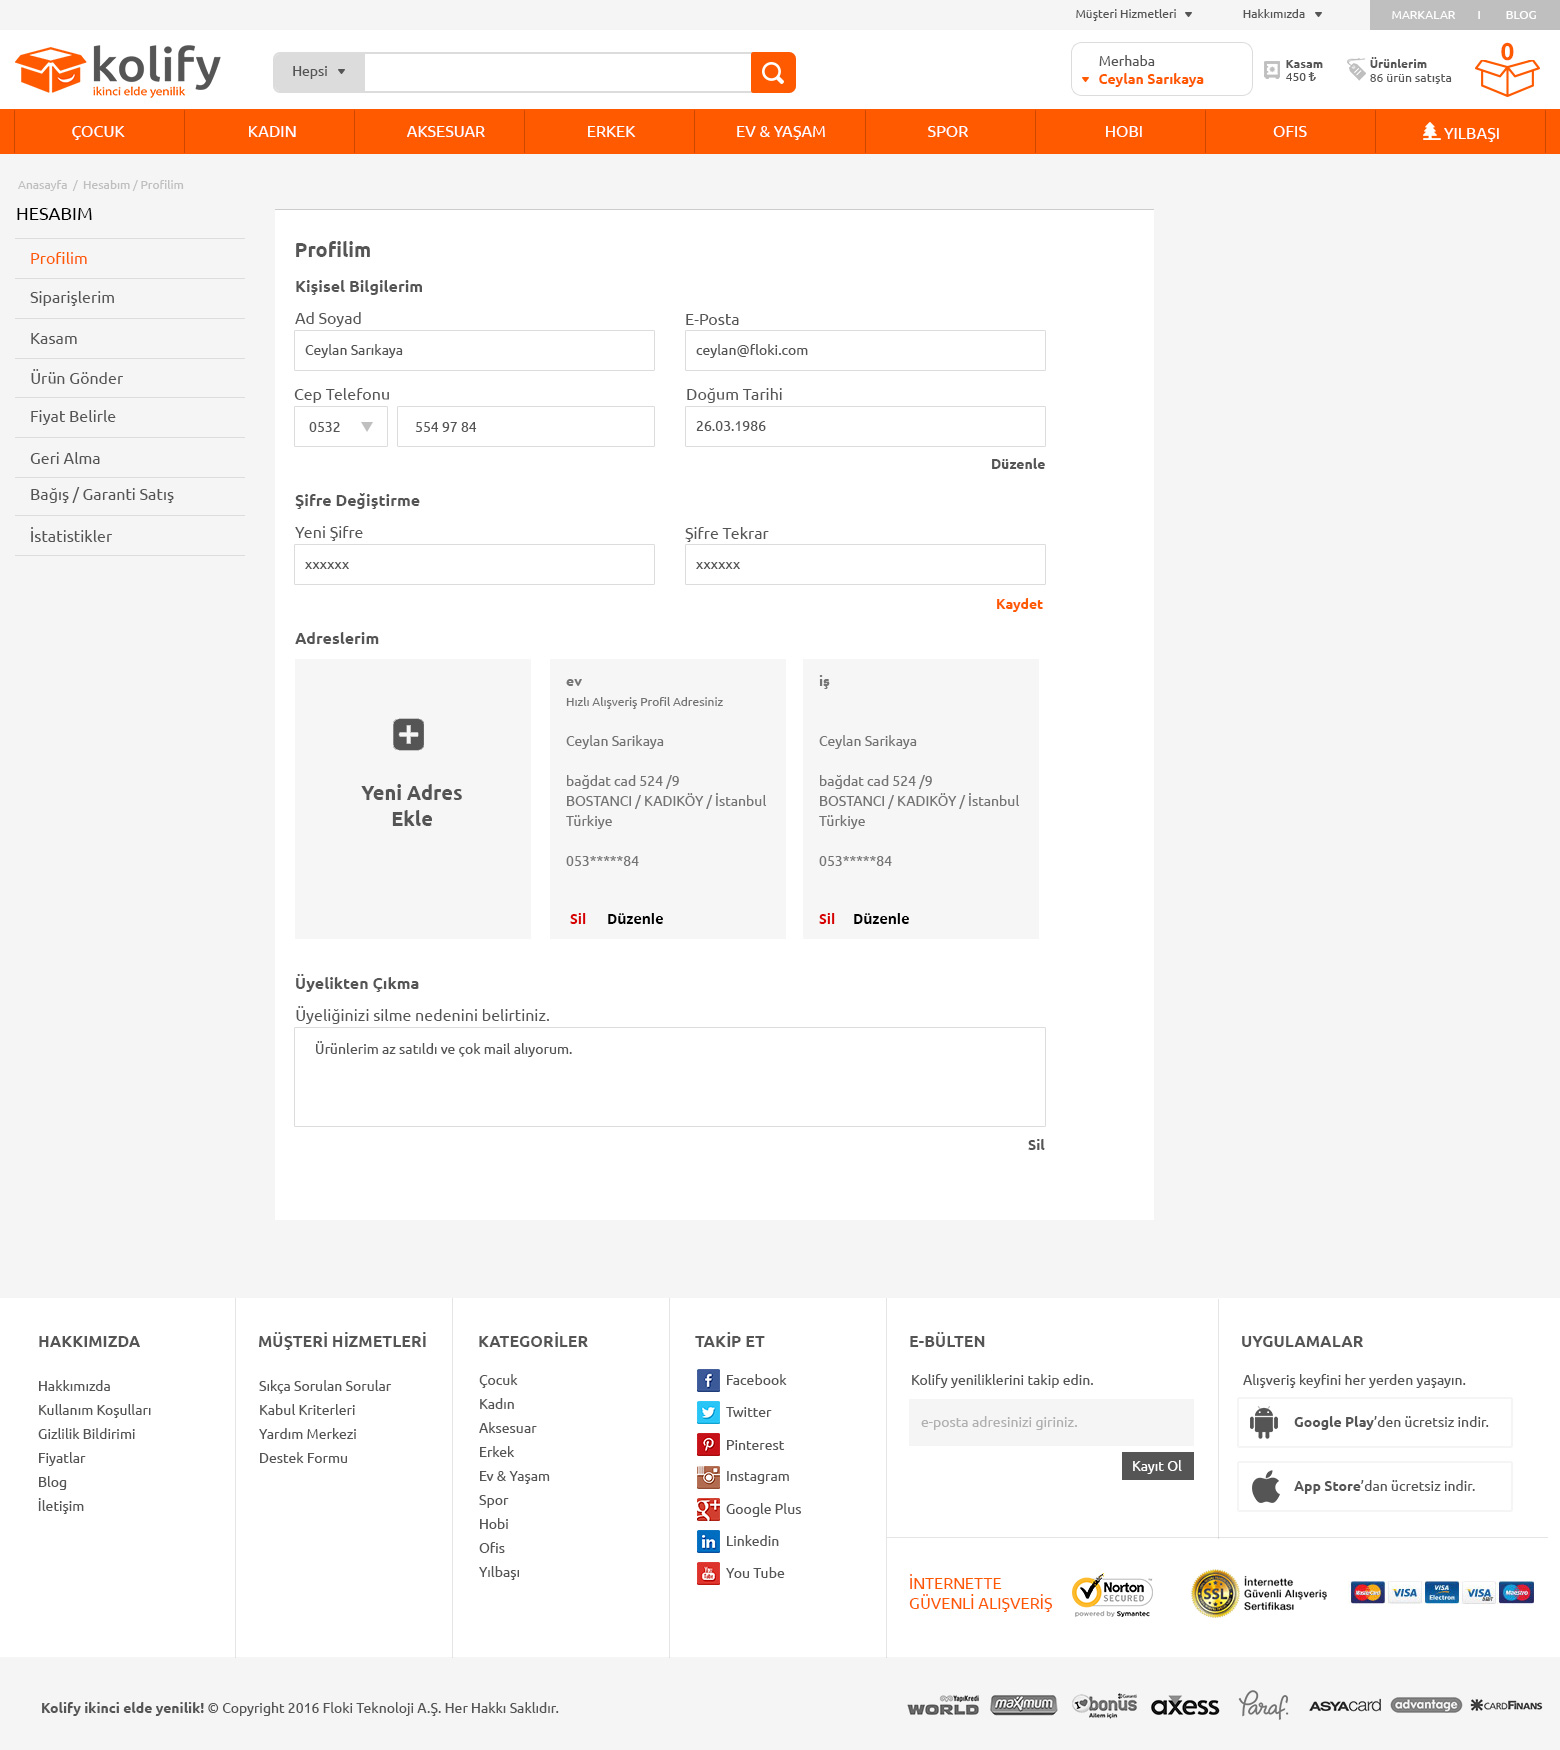 Müşteri Hizmetleri
Hakkımızda
MARKALAR I BLOG
kolify
ikinci elde yenilik
Hepsi
Merhaba
Ceylan Sarıkaya
Kasam
450 ₺
Ürünlerim
86 ürün satışta
0
ÇOCUK
KADIN
AKSESUAR
ERKEK
EV & YAŞAM
SPOR
HOBI
OFIS
YILBAŞI
Anasayfa / Hesabım / Profilim
HESABIM
Profilim
Siparişlerim
Kasam
Ürün Gönder
Fiyat Belirle
Geri Alma
Bağış / Garanti Satış
İstatistikler
Profilim
Kişisel Bilgilerim
Ad Soyad
E-Posta
Ceylan Sarıkaya
ceylan@floki.com
Cep Telefonu
Doğum Tarihi
0532
554 97 84
26.03.1986
Düzenle
Şifre Değiştirme
Yeni Şifre
Şifre Tekrar
xxxxxx
xxxxxx
Kaydet
Adreslerim
Yeni Adres
Ekle
ev
Hızlı Alışveriş Profil Adresiniz
Ceylan Sarikaya
bağdat cad 524 /9
BOSTANCI / KADIKÖY / İstanbul
Türkiye
053*****84
Sil Düzenle
iş
Ceylan Sarikaya
bağdat cad 524 /9
BOSTANCI / KADIKÖY / İstanbul
Türkiye
053*****84
Sil Düzenle
Üyelikten Çıkma
Üyeliğinizi silme nedenini belirtiniz.
Ürünlerim az satıldı ve çok mail alıyorum.
Sil
HAKKIMIZDA
Hakkımızda
Kullanım Koşulları
Gizlilik Bildirimi
Fiyatlar
Blog
İletişim
MÜŞTERİ HİZMETLERİ
Sıkça Sorulan Sorular
Kabul Kriterleri
Yardım Merkezi
Destek Formu
KATEGORİLER
Çocuk
Kadın
Aksesuar
Erkek
Ev & Yaşam
Spor
Hobi
Ofis
Yılbaşı
TAKİP ET
Facebook
Twitter
Pinterest
Instagram
Google Plus
Linkedin
You Tube
E-BÜLTEN
Kolify yeniliklerini takip edin.
e-posta adresinizi giriniz.
Kayıt Ol
UYGULAMALAR
Alışveriş keyfini her yerden yaşayın.
Google Play'den ücretsiz indir.
App Store'dan ücretsiz indir.
İNTERNETTE
GÜVENLİ ALIŞVERİŞ
Norton
SECURED
powered by Symantec
SSL
İnternette
Güvenli Alışveriş
Sertifikası
MasterCard
VISA
VISA
Electron
VISA
DEBIT
Maestro
Kolify ikinci elde yenilik! © Copyright 2016 Floki Teknoloji A.Ş. Her Hakkı Saklıdır.
YapıKredi
WORLD
maximum
Garanti
bonus
Ailem için
axess
Paraf
ASYAcard
advantage
CARDFINANS